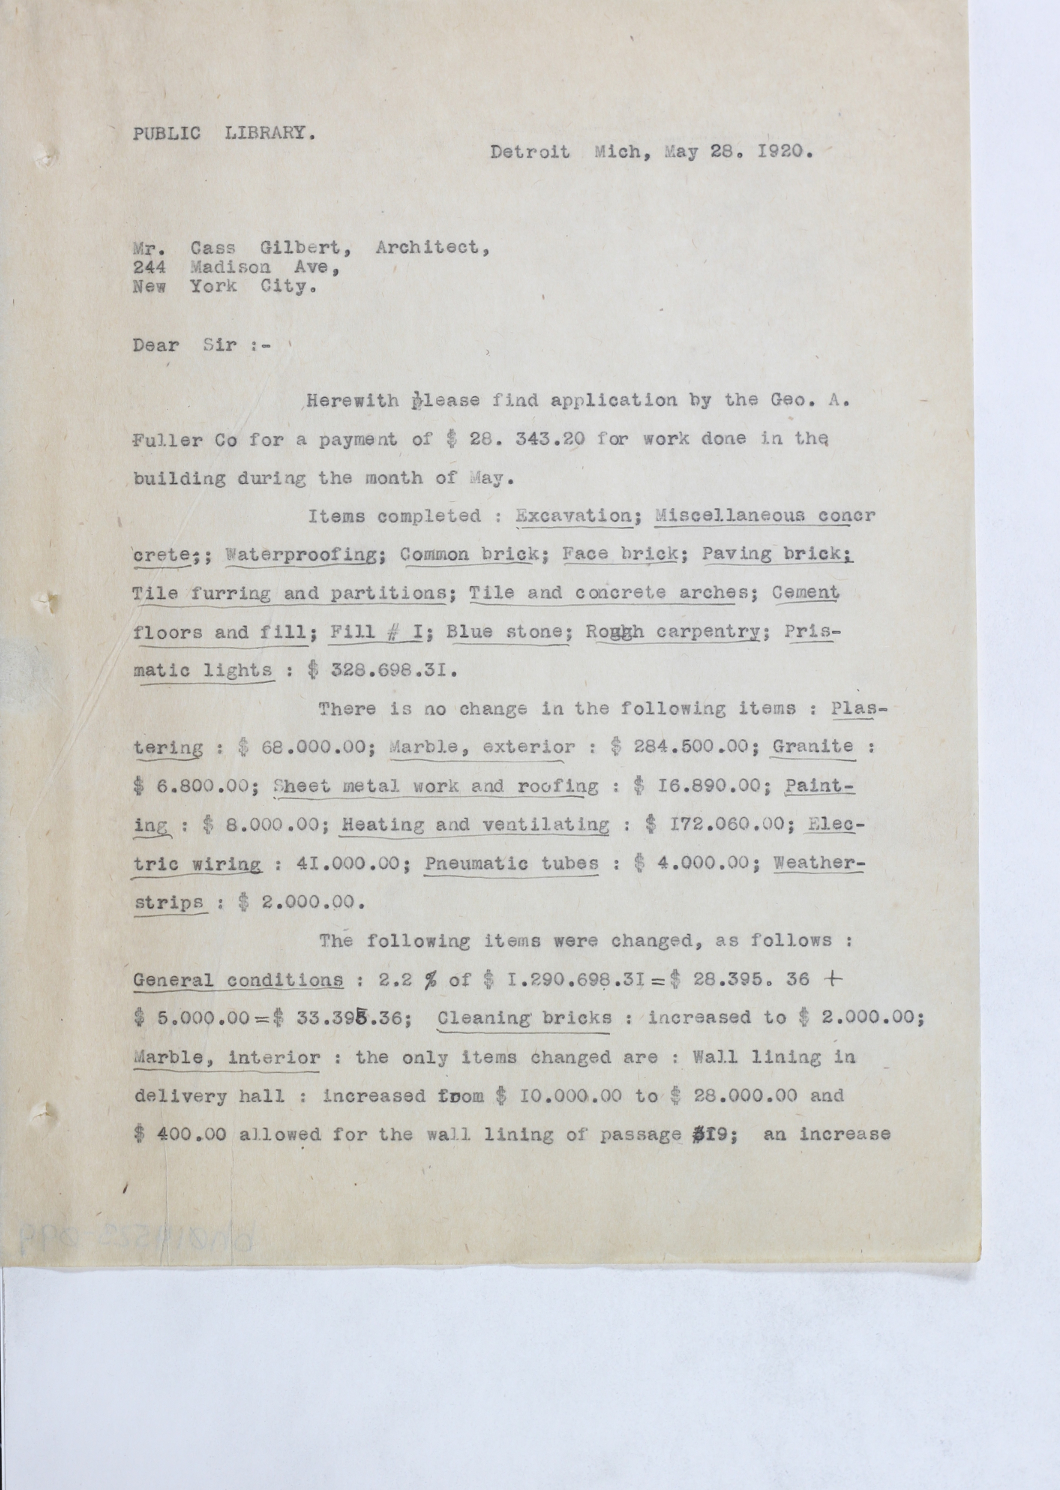 PUBLIC LIBRARY.
Detroit Mich, May 28. I920.
Mr. Cass Gilbert, Architect,
244 Madison Ave,
New York City.
Dear Sir :-
Herewith please find application by the Geo. A.
Fuller Co for a payment of $ 28. 343.20 for work done in the
building during the month of May.
Items completed : Excavation; Miscellaneous concr
crete;; Waterproofing; Common brick; Face brick; Paving brick;
Tile furring and partitions; Tile and concrete arches; Cement
floors and fill; Fill # I; Blue stone; Rough carpentry; Pris-
matic lights : $ 328.698.3I.
There is no change in the following items : Plas-
tering : $ 68.000.00; Marble, exterior : $ 284.500.00; Granite :
$ 6.800.00; Sheet metal work and roofing : $ I6.890.00; Paint-
ing : $ 8.000.00; Heating and ventilating : $ I72.060.00; Elec-
tric wiring : 4I.000.00; Pneumatic tubes : $ 4.000.00; Weather-
strips : $ 2.000.00.
The following items were changed, as follows :
General conditions : 2.2 % of $ I.290.698.3I=$ 28.395. 36 +
$ 5.000.00=$ 33.395.36; Cleaning bricks : increased to $ 2.000.00;
Marble, interior : the only items changed are : Wall lining in
delivery hall : increased from $ I0.000.00 to $ 28.000.00 and
$ 400.00 allowed for the wall lining of passage #I9; an increase